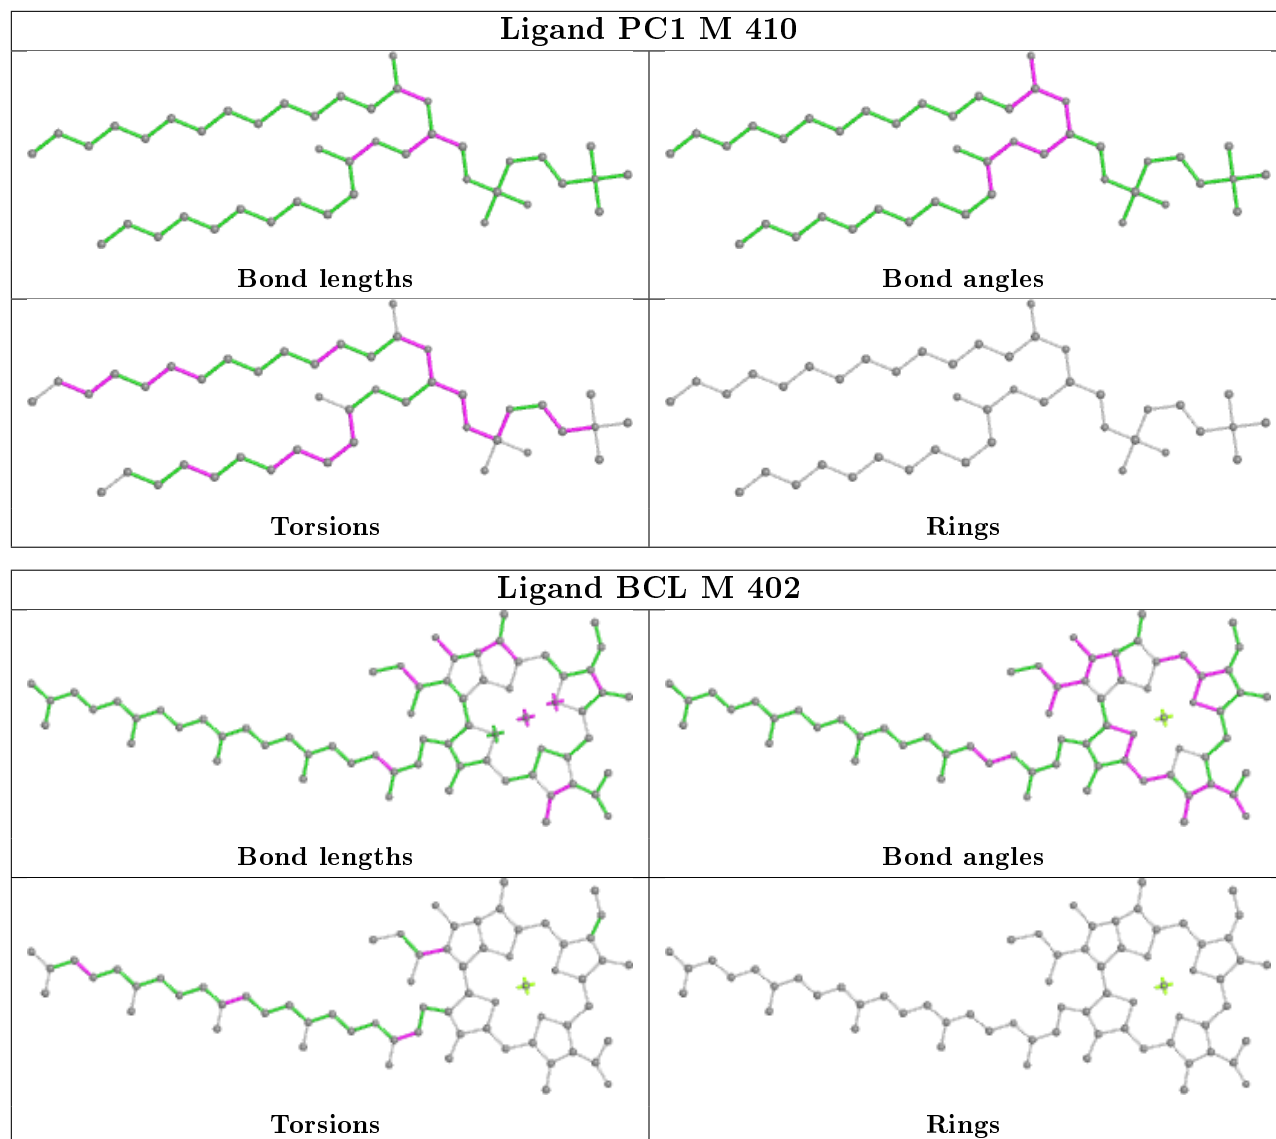 Ligand PC1 M 410
Bond lengths
Bond angles
Torsions
Rings
Ligand BCL M 402
Bond lengths
Bond angles
Torsions
Rings